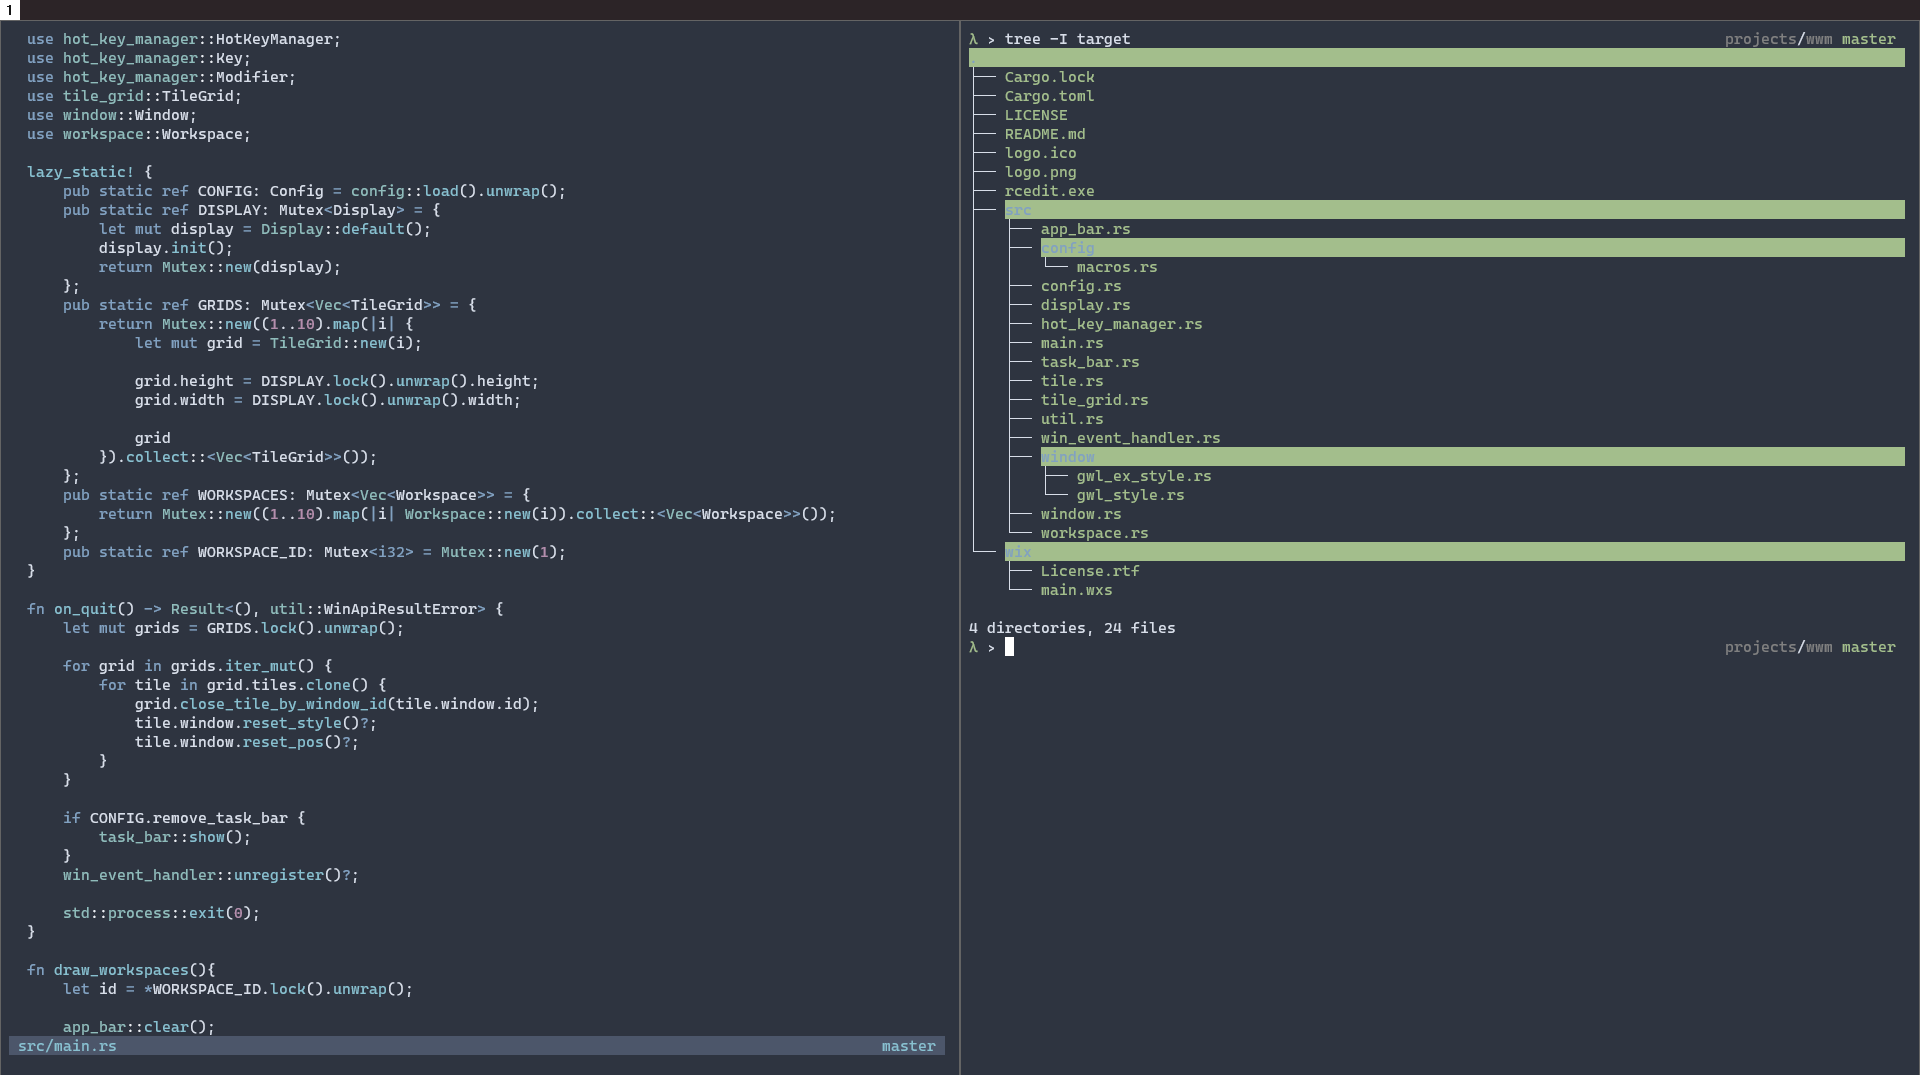 1
use hot_key_manager::HotKeyManager;
use hot_key_manager::Key;
use hot_key_manager::Modifier;
use tile_grid::TileGrid;
use window::Window;
use workspace::Workspace;
lazy_static! {
    pub static ref CONFIG: Config = config::load().unwrap();
    pub static ref DISPLAY: Mutex<Display> = {
        let mut display = Display::default();
        display.init();
        return Mutex::new(display);
    };
    pub static ref GRIDS: Mutex<Vec<TileGrid>> = {
        return Mutex::new((1..10).map(|i| {
            let mut grid = TileGrid::new(i);
            grid.height = DISPLAY.lock().unwrap().height;
            grid.width = DISPLAY.lock().unwrap().width;
            grid
        }).collect::<Vec<TileGrid>>());
    };
    pub static ref WORKSPACES: Mutex<Vec<Workspace>> = {
        return Mutex::new((1..10).map(|i| Workspace::new(i)).collect::<Vec<Workspace>>());
    };
    pub static ref WORKSPACE_ID: Mutex<i32> = Mutex::new(1);
}
fn on_quit() -> Result<(), util::WinApiResultError> {
    let mut grids = GRIDS.lock().unwrap();
    for grid in grids.iter_mut() {
        for tile in grid.tiles.clone() {
            grid.close_tile_by_window_id(tile.window.id);
            tile.window.reset_style()?;
            tile.window.reset_pos()?;
        }
    }
    if CONFIG.remove_task_bar {
        task_bar::show();
    }
    win_event_handler::unregister()?;
    std::process::exit(0);
}
fn draw_workspaces(){
    let id = *WORKSPACE_ID.lock().unwrap();
    app_bar::clear();
src/main.rs master
λ > tree -I target projects/wwm master
.
├── Cargo.lock
├── Cargo.toml
├── LICENSE
├── README.md
├── logo.ico
├── logo.png
├── rcedit.exe
├── src
│   ├── app_bar.rs
│   ├── config
│   │   └── macros.rs
│   ├── config.rs
│   ├── display.rs
│   ├── hot_key_manager.rs
│   ├── main.rs
│   ├── task_bar.rs
│   ├── tile.rs
│   ├── tile_grid.rs
│   ├── util.rs
│   ├── win_event_handler.rs
│   ├── window
│   │   ├── gwl_ex_style.rs
│   │   └── gwl_style.rs
│   ├── window.rs
│   └── workspace.rs
└── wix
    ├── License.rtf
    └── main.wxs
4 directories, 24 files
λ > projects/wwm master